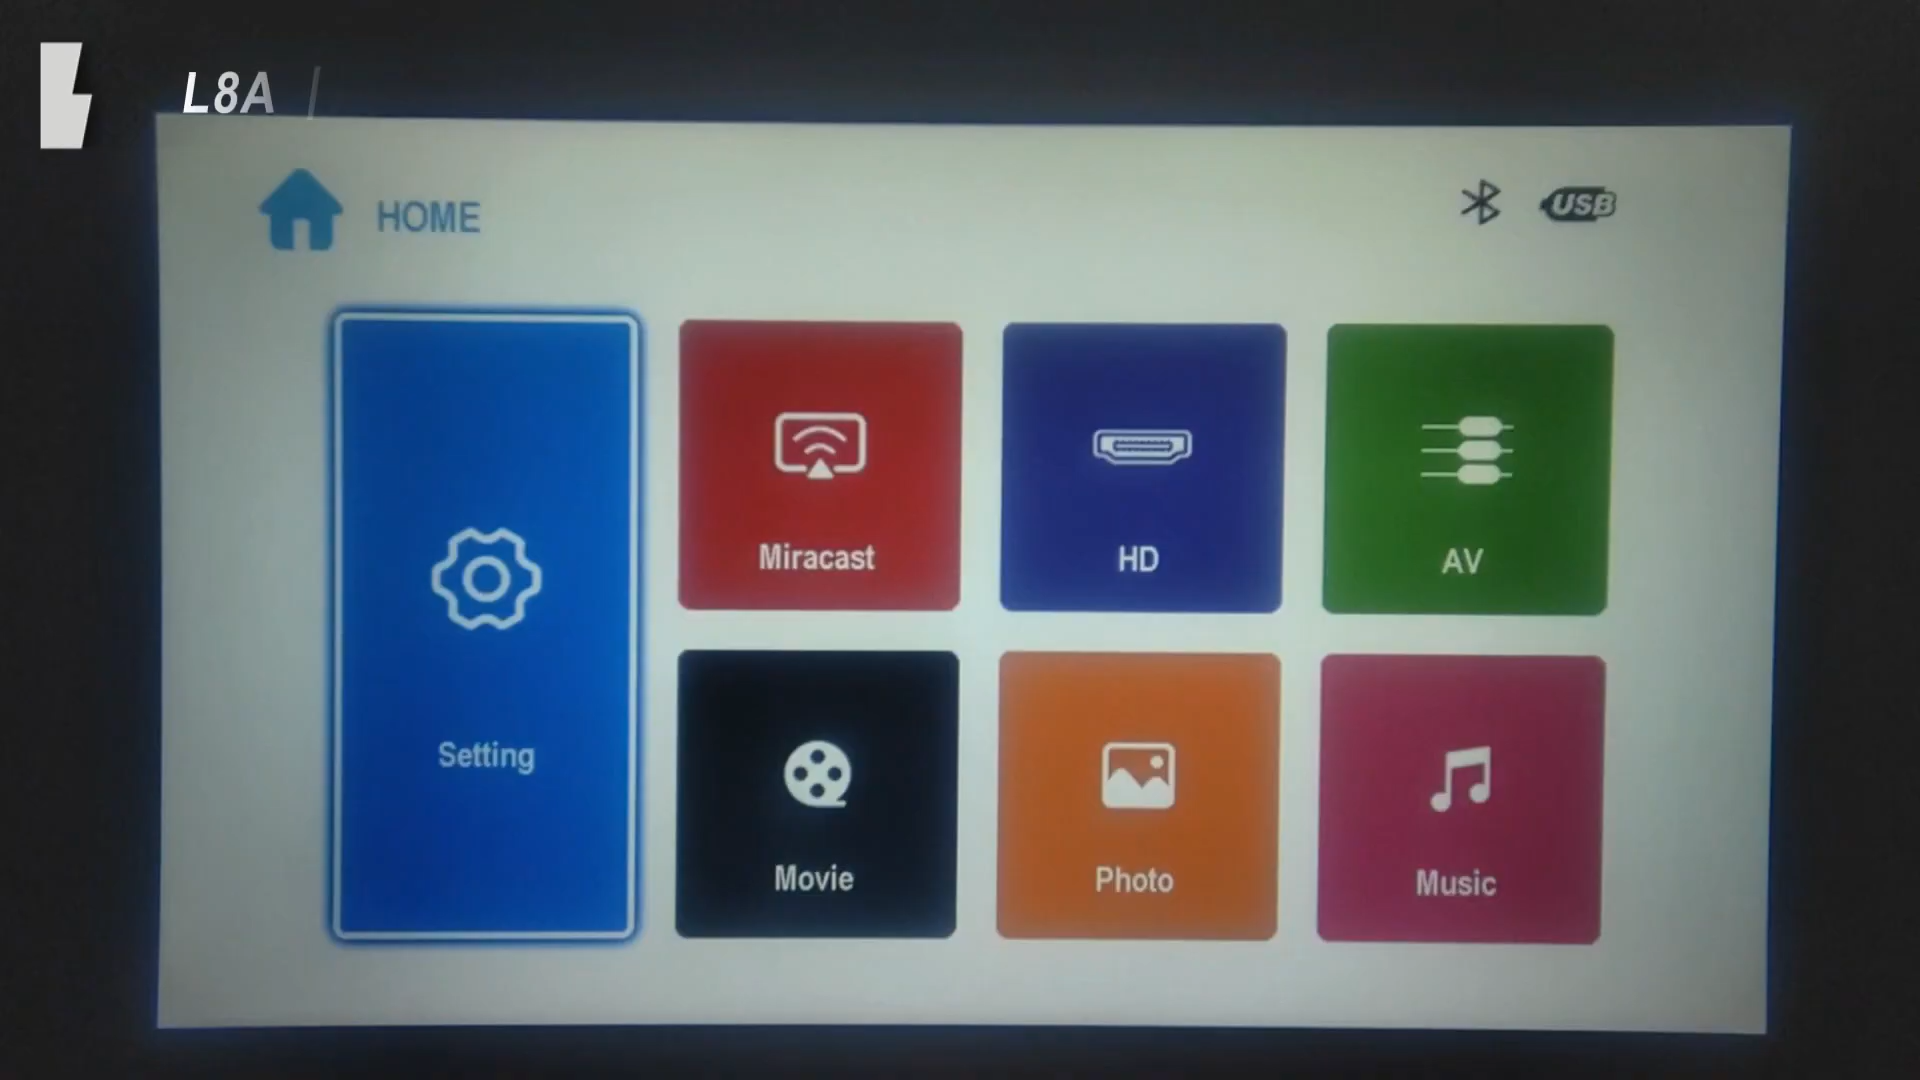 L8A
HOME
USB
Setting
Miracast
HD
AV
Movie
Photo
Music